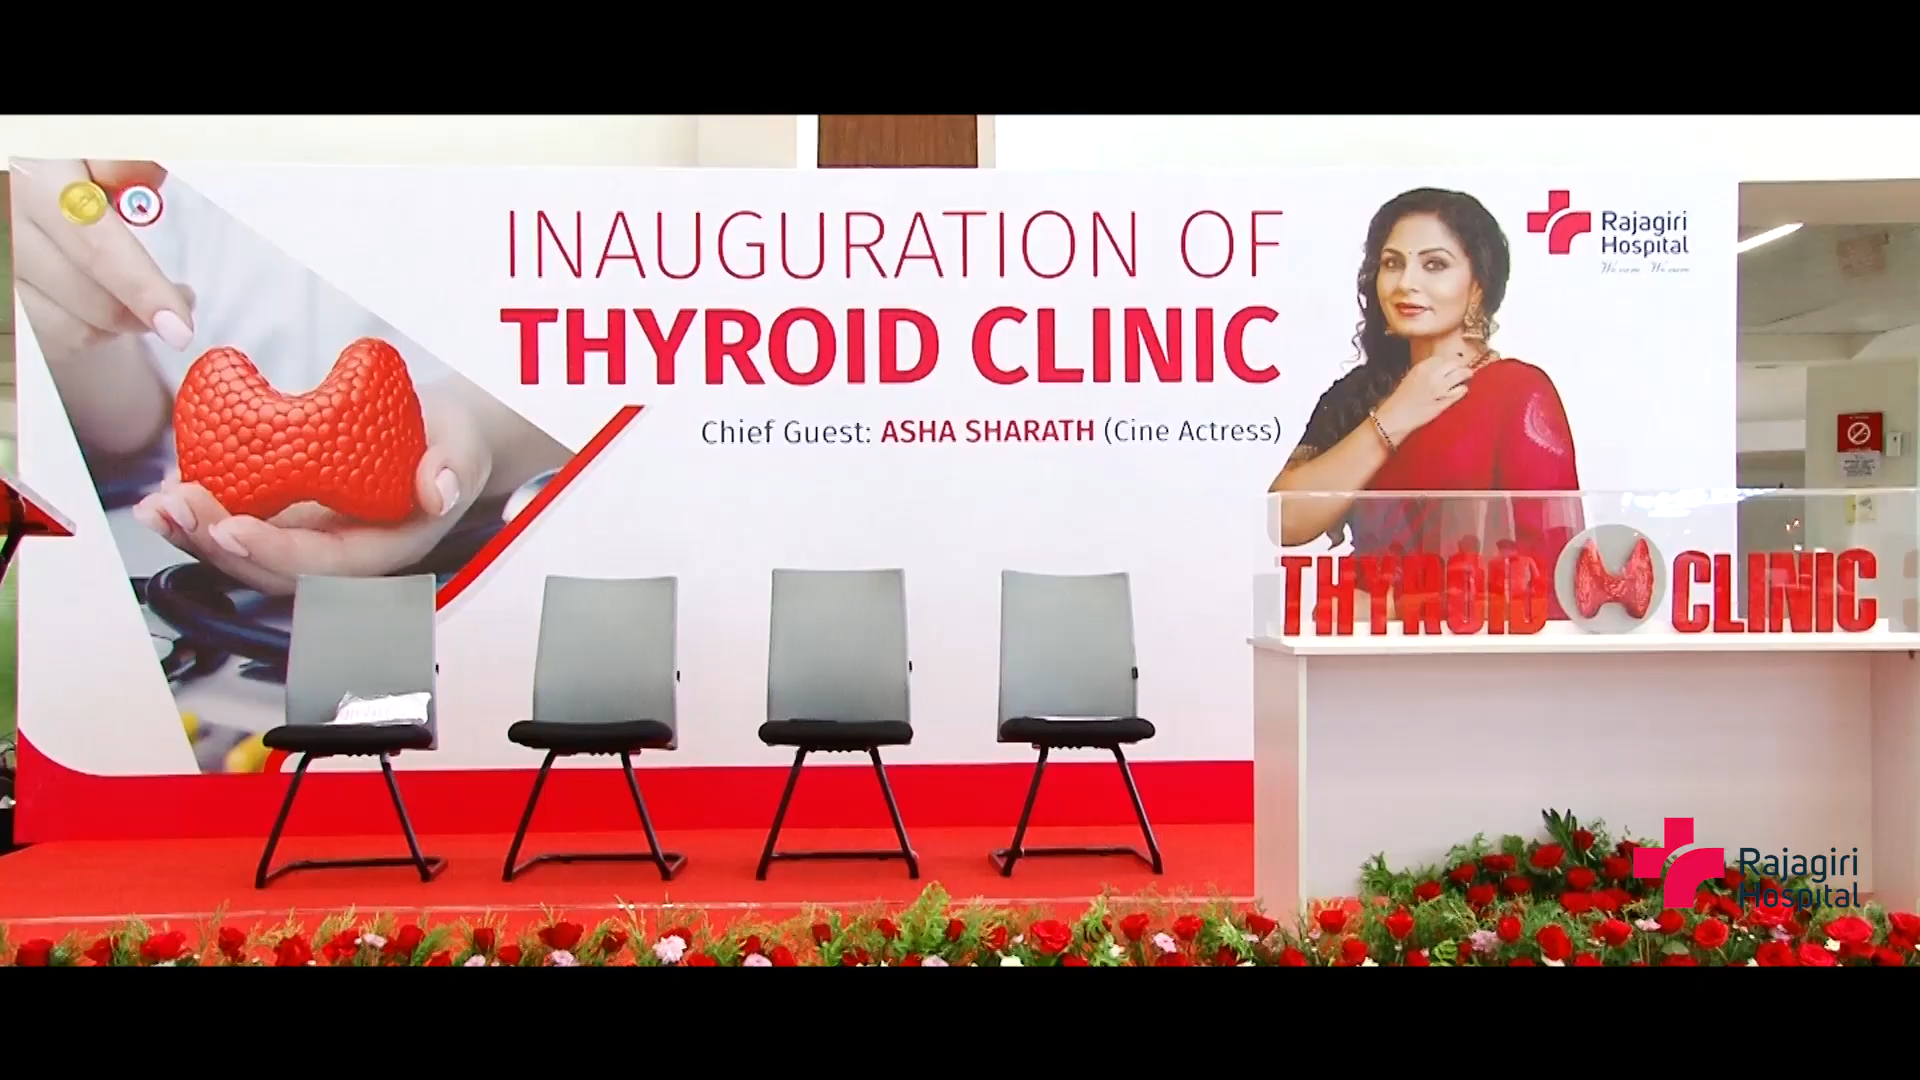 INAUGURATION OF
THYROID CLINIC
Chief Guest: ASHA SHARATH (Cine Actress)
Rajagiri
Hospital
THYROID CLINIC
Rajagiri
Hospital